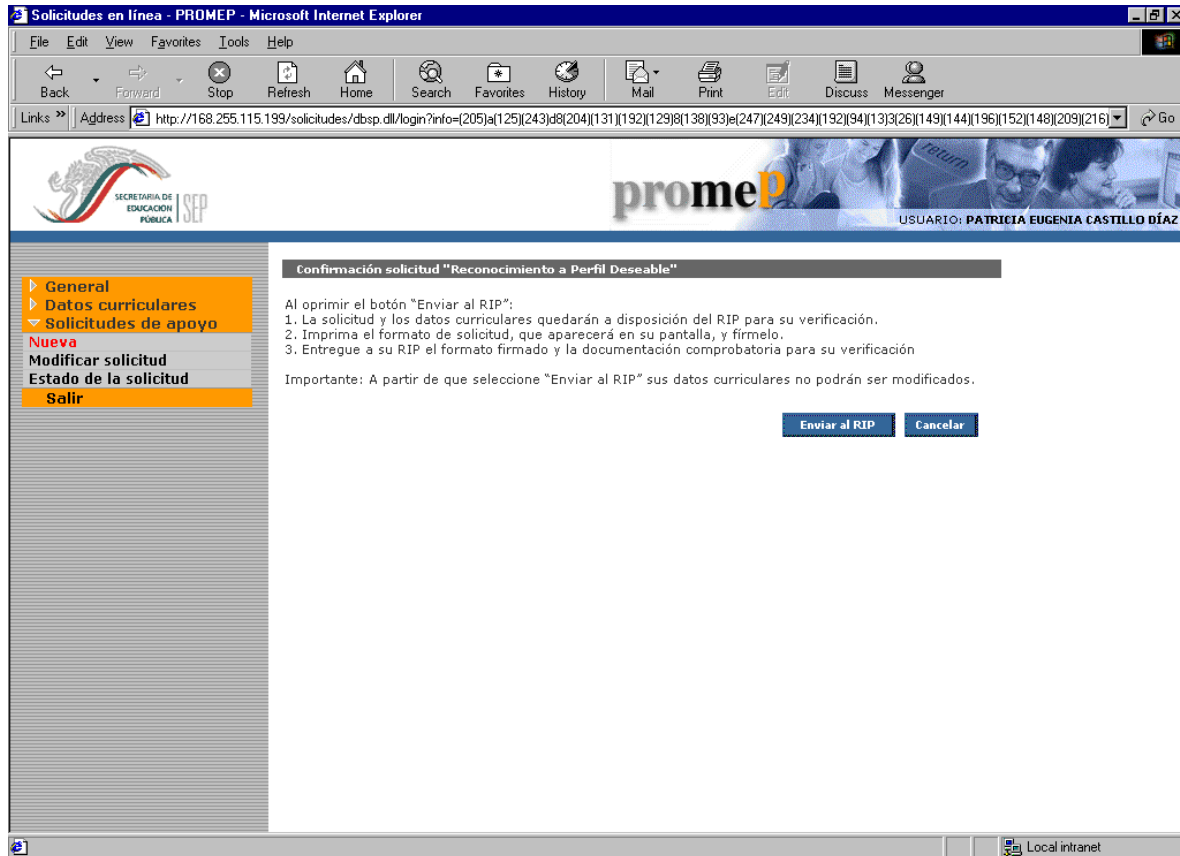 Solicitudes en línea - PROMEP - Microsoft Internet Explorer
File Edit View Favorites Tools Help
Back Forward Stop Refresh Home Search Favorites History Mail Print Edit Discuss Messenger
Links » Address http://168.255.115.199/solicitudes/dbsp.dll/login?info=(205)a(125)(243)d8(204)(131)(192)(129)8(138)(93)e(247)(249)(234)(192)(94)(13)3(26)(149)(144)(196)(152)(148)(209)(216) Go
SECRETARIA DE
EDUCACION
PÚBLICA
SEP
promep
return
USUARIO: PATRICIA EUGENIA CASTILLO DÍAZ
General
Datos curriculares
Solicitudes de apoyo
Nueva
Modificar solicitud
Estado de la solicitud
Salir
Confirmación solicitud "Reconocimiento a Perfil Deseable"
Al oprimir el botón "Enviar al RIP":
1. La solicitud y los datos curriculares quedarán a disposición del RIP para su verificación.
2. Imprima el formato de solicitud, que aparecerá en su pantalla, y fírmelo.
3. Entregue a su RIP el formato firmado y la documentación comprobatoria para su verificación
Importante: A partir de que seleccione "Enviar al RIP" sus datos curriculares no podrán ser modificados.
Enviar al RIP Cancelar
Local intranet